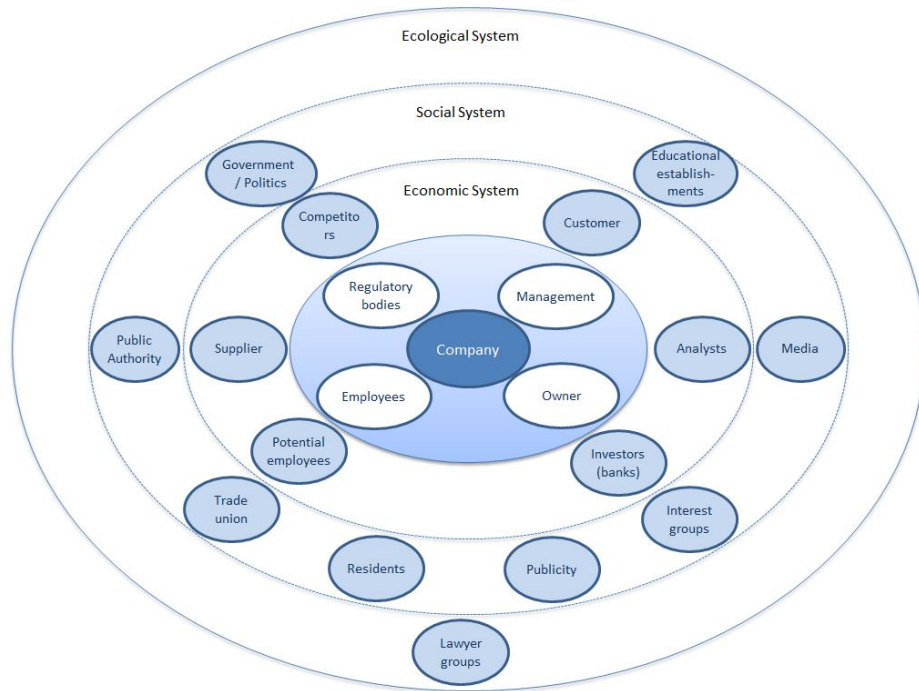 Ecological System
Social System
Government
/ Politics
Educational
establish-
ments
Economic System
Competito
rs
Customer
Regulatory
bodies
Management
Public
Authority
Supplier
Company
Analysts
Media
Employees
Owner
Potential
employees
Investors
(banks)
Trade
union
Interest
groups
Residents
Publicity
Lawyer
groups